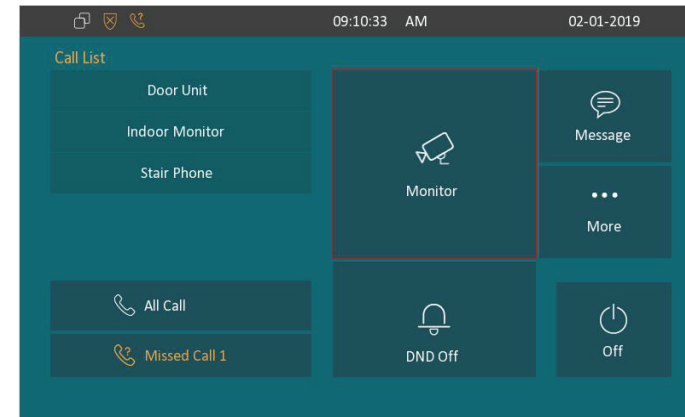 09:10:33 AM
02-01-2019
Call List
Door Unit
Indoor Monitor
Stair Phone
All Call
Missed Call 1
Monitor
DND Off
Message
More
Off